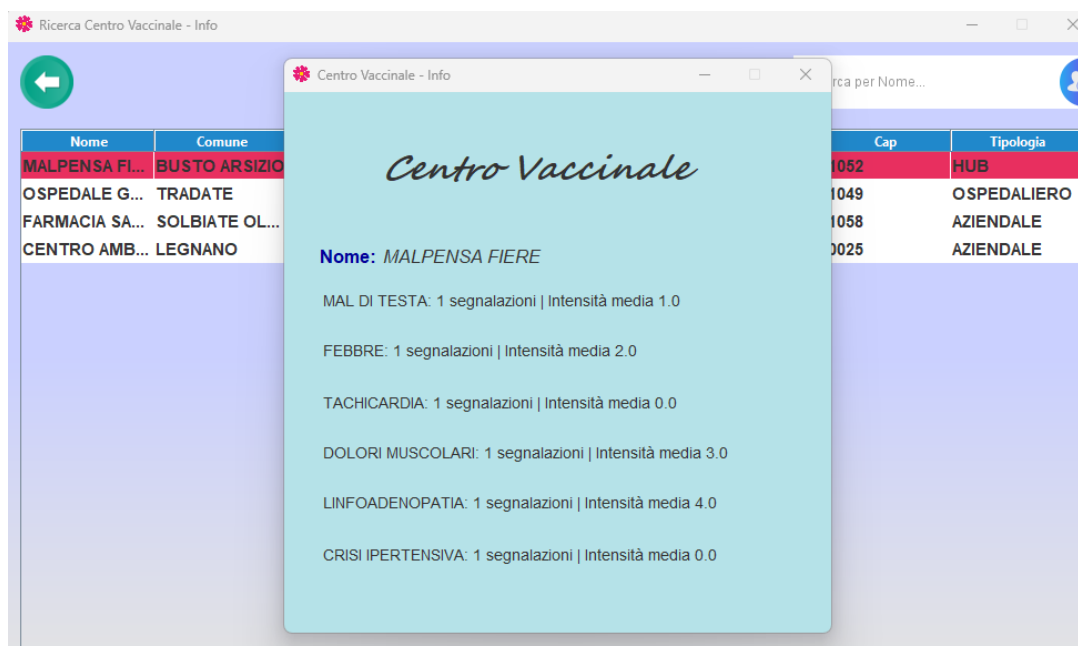 Ricerca Centro Vaccinale - Info
Centro Vaccinale - Info
rca per Nome...
Nome Comune Cap Tipologia
MALPENSA FI... BUSTO ARSIZIO 1052 HUB
OSPEDALE G... TRADATE 1049 OSPEDALIERO
FARMACIA SA... SOLBIATE OL... 1058 AZIENDALE
CENTRO AMB... LEGNANO 0025 AZIENDALE
Centro Vaccinale
Nome: MALPENSA FIERE
MAL DI TESTA: 1 segnalazioni | Intensità media 1.0
FEBBRE: 1 segnalazioni | Intensità media 2.0
TACHICARDIA: 1 segnalazioni | Intensità media 0.0
DOLORI MUSCOLARI: 1 segnalazioni | Intensità media 3.0
LINFOADENOPATIA: 1 segnalazioni | Intensità media 4.0
CRISI IPERTENSIVA: 1 segnalazioni | Intensità media 0.0